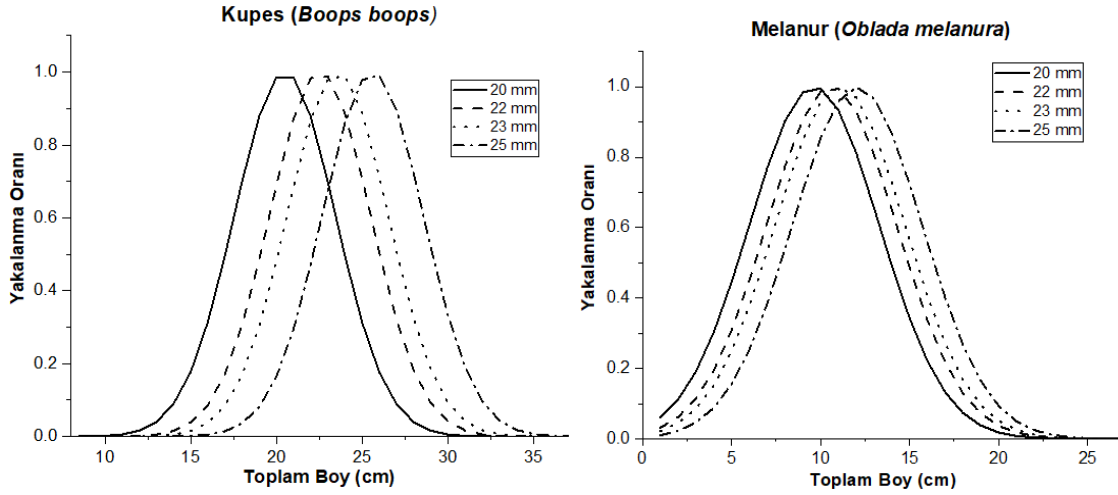 Kupes (Boops boops)
1.0
0.8
0.6
0.4
0.2
0.0
Yakalanma Oranı
20 mm
22 mm
23 mm
25 mm
10 15 20 25 30 35
Toplam Boy (cm)
Melanur (Oblada melanura)
1.0
0.8
0.6
0.4
0.2
0.0
Yakalanma Oranı
20 mm
22 mm
23 mm
25 mm
0 5 10 15 20 25
Toplam Boy (cm)